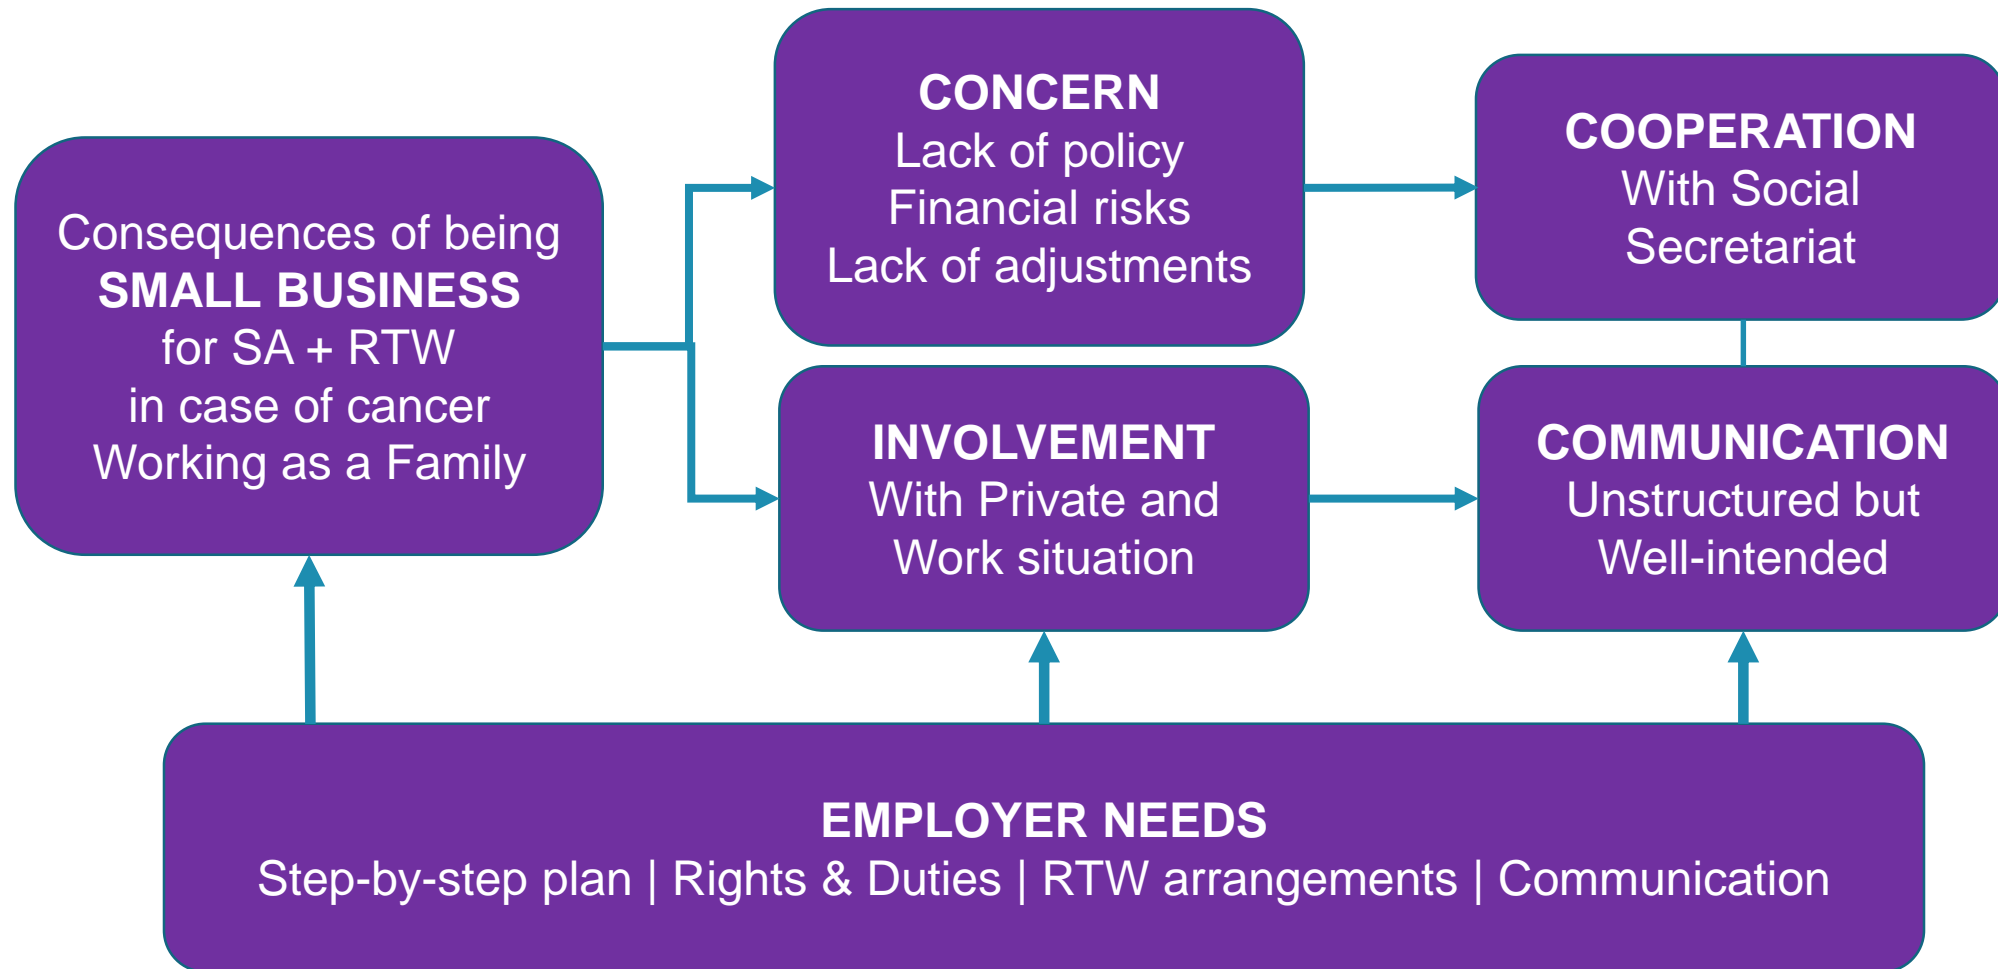 Consequences of being
SMALL BUSINESS
for SA + RTW
in case of cancer
Working as a Family
CONCERN
Lack of policy
Financial risks
Lack of adjustments
INVOLVEMENT
With Private and
Work situation
COOPERATION
With Social
Secretariat
COMMUNICATION
Unstructured but
Well-intended
EMPLOYER NEEDS
Step-by-step plan | Rights & Duties | RTW arrangements | Communication